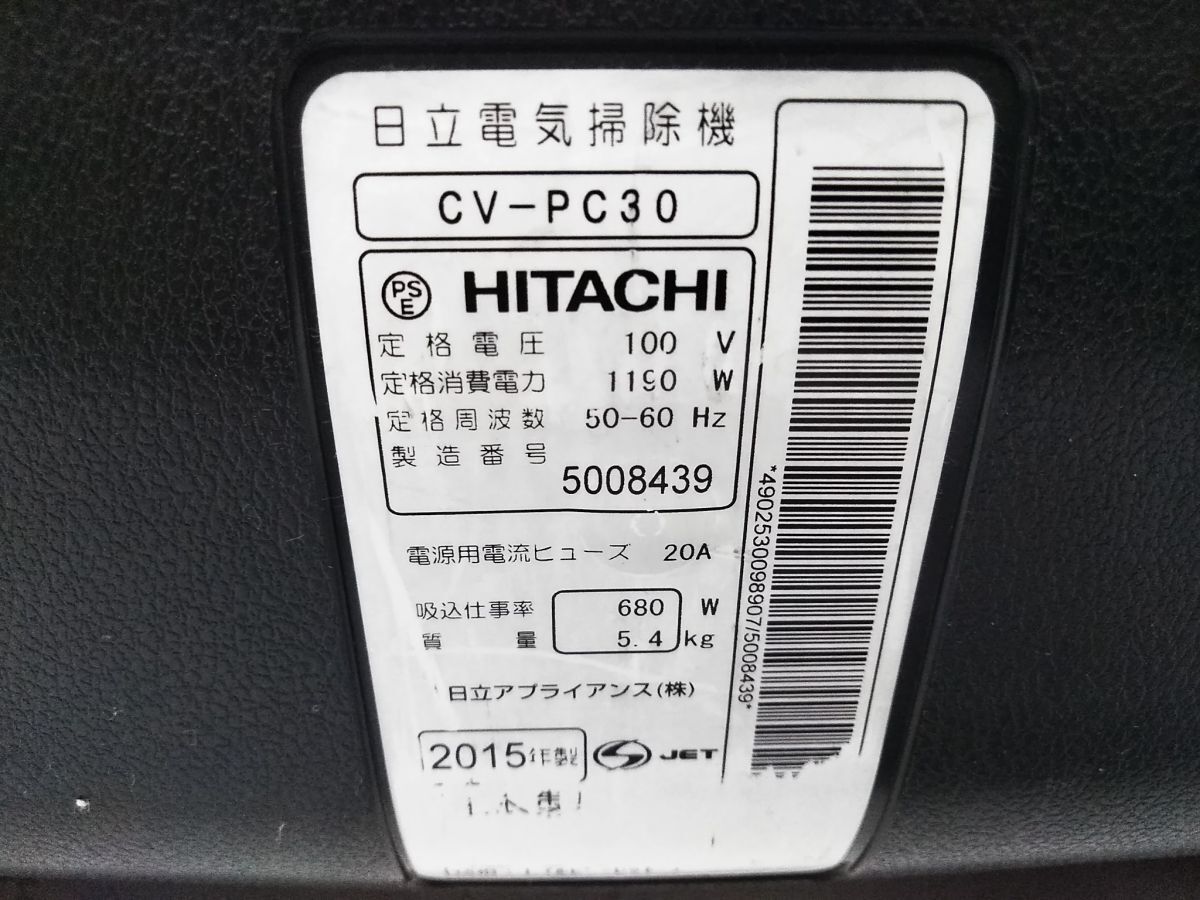 日立電気掃除機
CV-PC30
PS
E
HITACHI
定格電圧 100 V
定格消費電力 1190 W
定格周波数 50-60 Hz
製造番号
5008439
電源用電流ヒューズ 20A
吸込仕事率 680 W
質量 5.4 kg
日立アプライアンス(株)
2015年製
JET
*4902530098907/5008439*